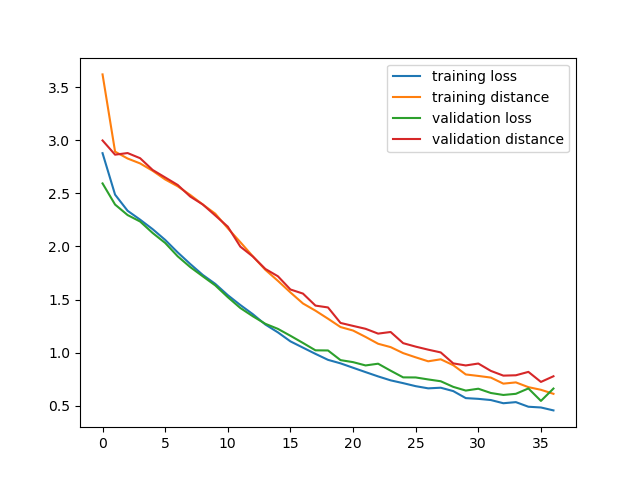 training loss
training distance
validation loss
validation distance
3.5
3.0
2.5
2.0
1.5
1.0
0.5
0 5 10 15 20 25 30 35